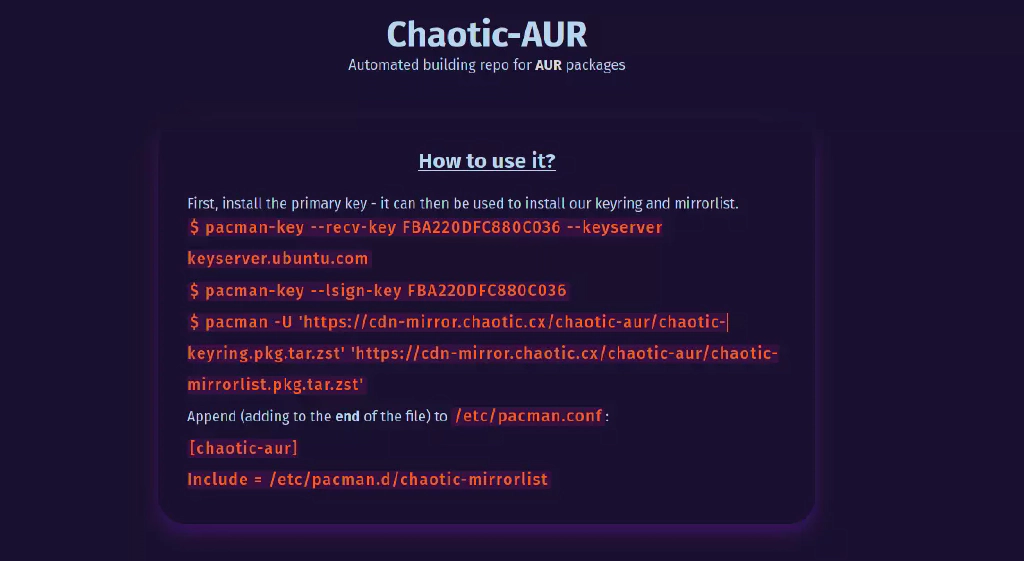 Chaotic-AUR
Automated building repo for AUR packages
How to use it?
First, install the primary key - it can then be used to install our keyring and mirrorlist.
$ pacman-key --recv-key FBA220DFC880C036 --keyserver
keyserver.ubuntu.com
$ pacman-key --lsign-key FBA220DFC880C036
$ pacman -U 'https://cdn-mirror.chaotic.cx/chaotic-aur/chaotic-
keyring.pkg.tar.zst' 'https://cdn-mirror.chaotic.cx/chaotic-aur/chaotic-
mirrorlist.pkg.tar.zst'
Append (adding to the end of the file) to /etc/pacman.conf:
[chaotic-aur]
Include = /etc/pacman.d/chaotic-mirrorlist